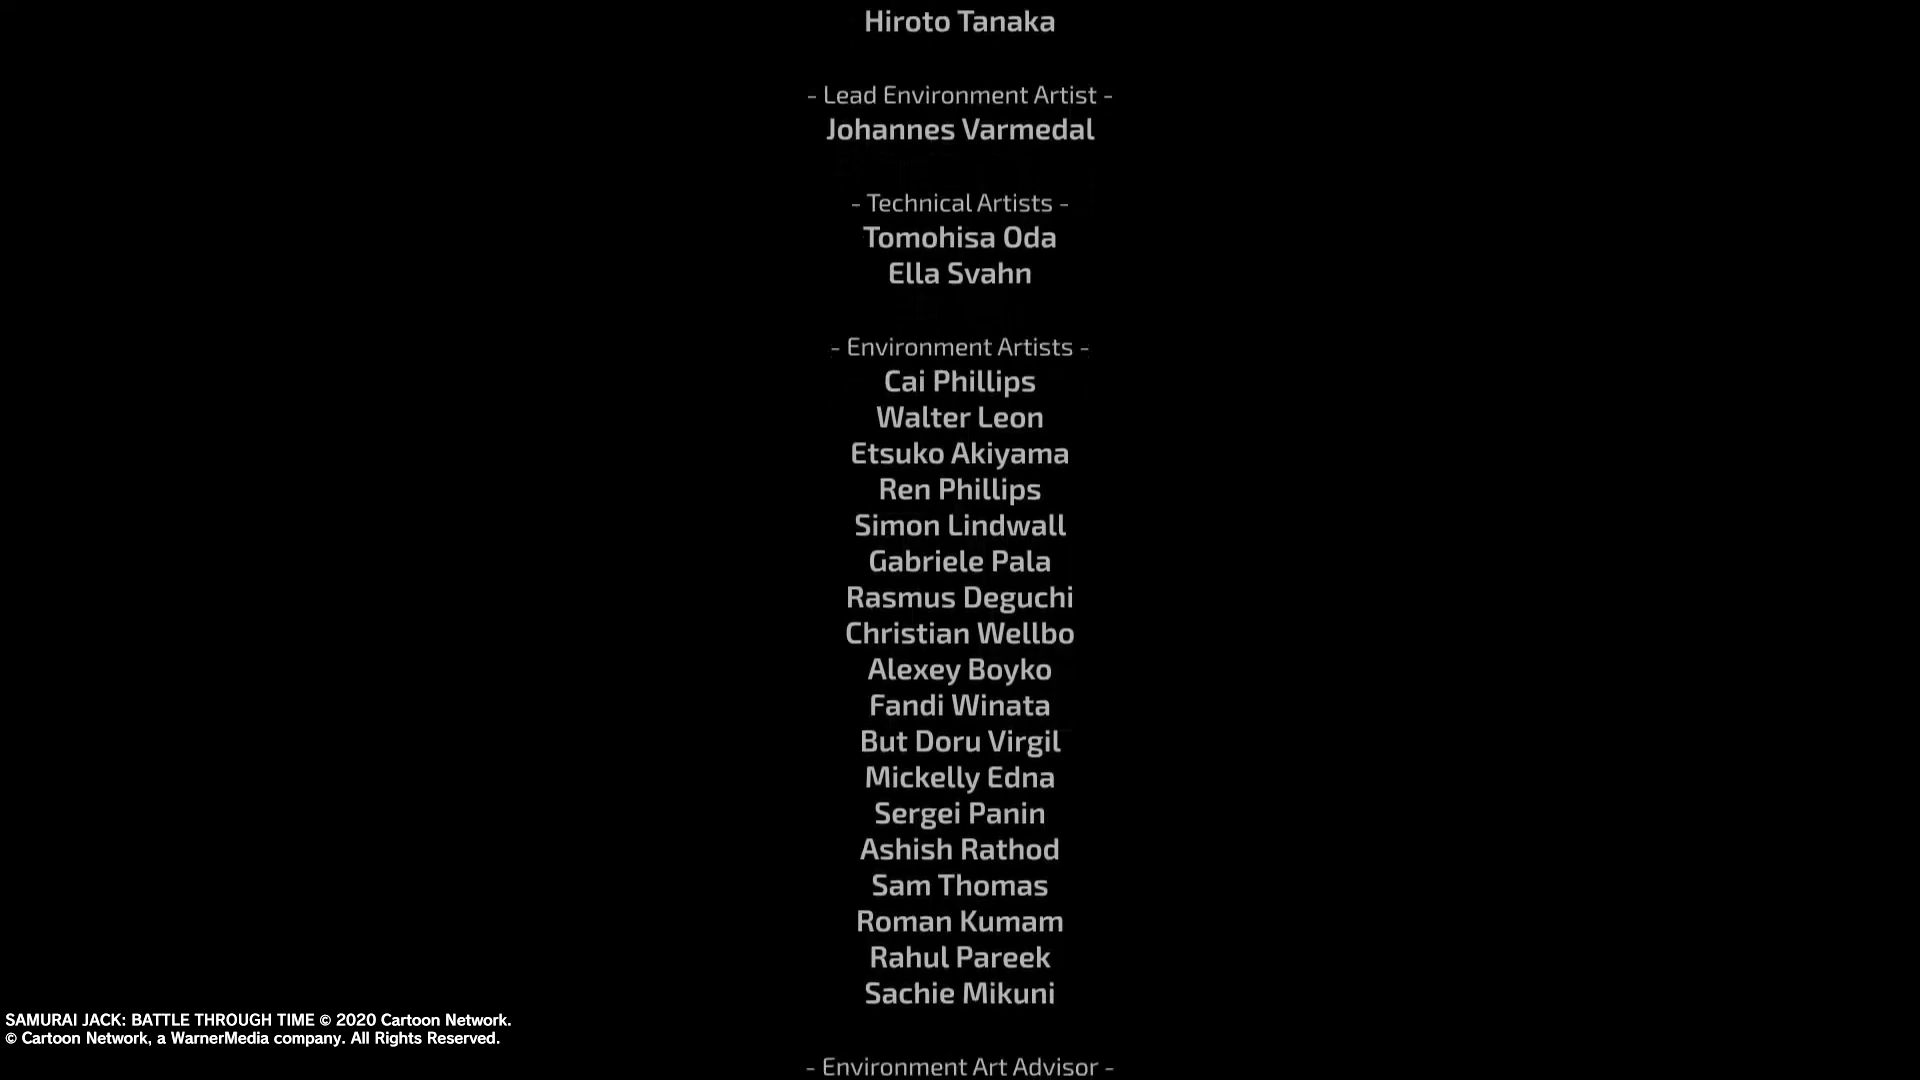 Hiroto Tanaka
- Lead Environment Artist -
Johannes Varmedal
- Technical Artists -
Tomohisa Oda
Ella Svahn
- Environment Artists -
Cai Phillips
Walter Leon
Etsuko Akiyama
Ren Phillips
Simon Lindwall
Gabriele Pala
Rasmus Deguchi
Christian Wellbo
Alexey Boyko
Fandi Winata
But Doru Virgil
Mickelly Edna
Sergei Panin
Ashish Rathod
Sam Thomas
Roman Kumam
Rahul Pareek
Sachie Mikuni
- Environment Art Advisor -
SAMURAI JACK: BATTLE THROUGH TIME © 2020 Cartoon Network.
© Cartoon Network, a WarnerMedia company. All Rights Reserved.